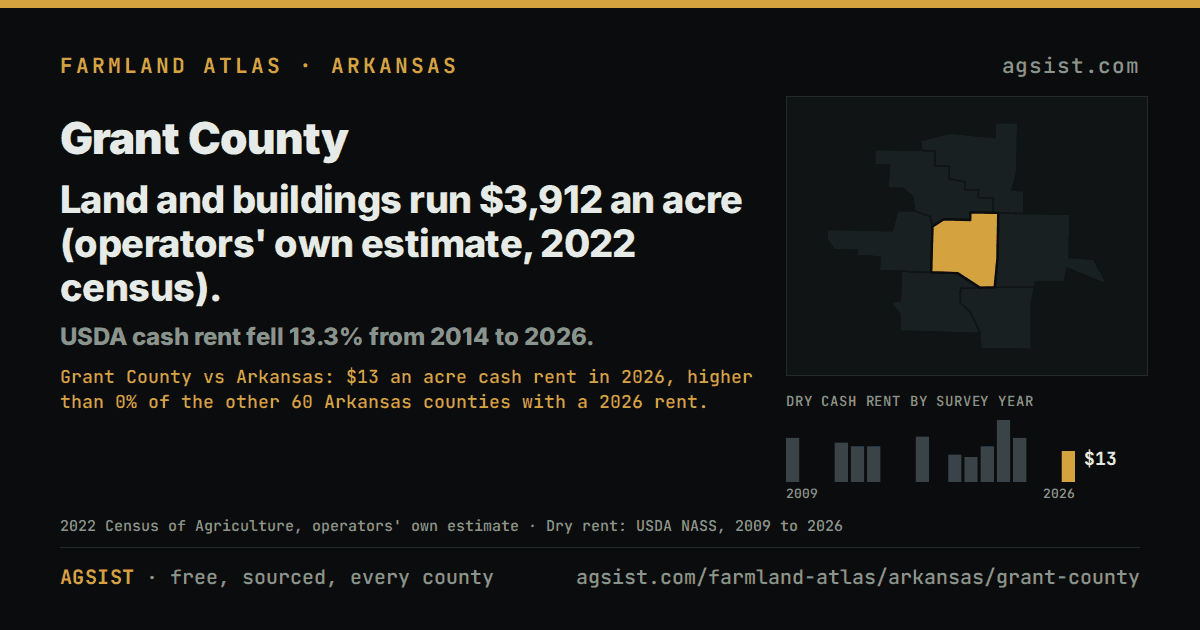 FARMLAND ATLAS · ARKANSAS
agsist.com
Grant County
Land and buildings run $3,912 an acre
(operators' own estimate, 2022
census).
USDA cash rent fell 13.3% from 2014 to 2026.
Grant County vs Arkansas: $13 an acre cash rent in 2026, higher
than 0% of the other 60 Arkansas counties with a 2026 rent.
DRY CASH RENT BY SURVEY YEAR
$13
2009
2026
2022 Census of Agriculture, operators' own estimate · Dry rent: USDA NASS, 2009 to 2026
AGSIST · free, sourced, every county
agsist.com/farmland-atlas/arkansas/grant-county